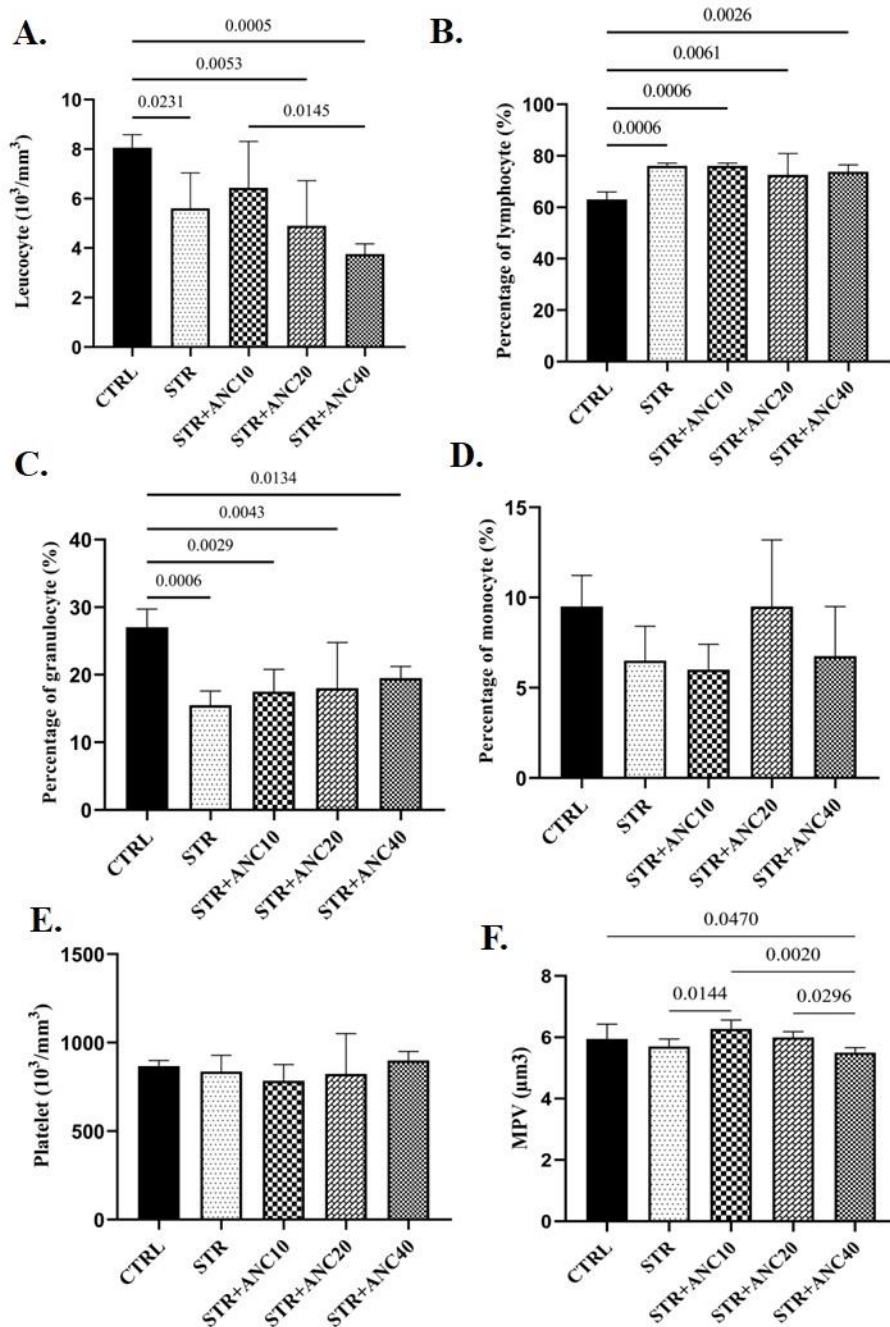 A.
0.0005
0.0053
0.0231
0.0145
Leucocyte (10³/mm³)
10
8
6
4
2
0
CTRL
STR
STR+ANC10
STR+ANC20
STR+ANC40
B.
0.0026
0.0061
0.0006
0.0006
Percentage of lymphocyte (%)
100
80
60
40
20
0
CTRL
STR
STR+ANC10
STR+ANC20
STR+ANC40
C.
0.0134
0.0043
0.0029
0.0006
Percentage of granulocyte (%)
40
30
20
10
0
CTRL
STR
STR+ANC10
STR+ANC20
STR+ANC40
D.
Percentage of monocyte (%)
15
10
5
0
CTRL
STR
STR+ANC10
STR+ANC20
STR+ANC40
E.
Platelet (10³/mm³)
1500
1000
500
0
CTRL
STR
STR+ANC10
STR+ANC20
STR+ANC40
F.
0.0470
0.0020
0.0144
0.0296
MPV (µm3)
8
6
4
2
0
CTRL
STR
STR+ANC10
STR+ANC20
STR+ANC40